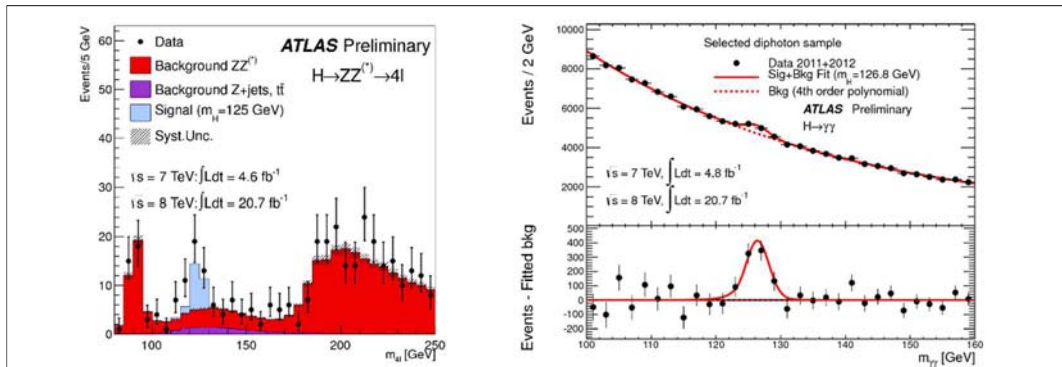 Events/5 GeV
60
50
40
30
20
10
0
Data
Background ZZ(*)
Background Z+jets, tt̄
Signal (mH=125 GeV)
Syst.Unc.
ATLAS Preliminary
H→ZZ(*)→4l
√s = 7 TeV:∫Ldt = 4.6 fb-1
√s = 8 TeV:∫Ldt = 20.7 fb-1
100 150 200 250
m4l [GeV]
Events / 2 GeV
10000
8000
6000
4000
2000
Selected diphoton sample
Data 2011+2012
Sig+Bkg Fit (mH=126.8 GeV)
Bkg (4th order polynomial)
ATLAS Preliminary
H→γγ
√s = 7 TeV, ∫Ldt = 4.8 fb-1
√s = 8 TeV, ∫Ldt = 20.7 fb-1
Events - Fitted bkg
500
400
300
200
100
0
-100
-200
100 110 120 130 140 150 160
mγγ [GeV]